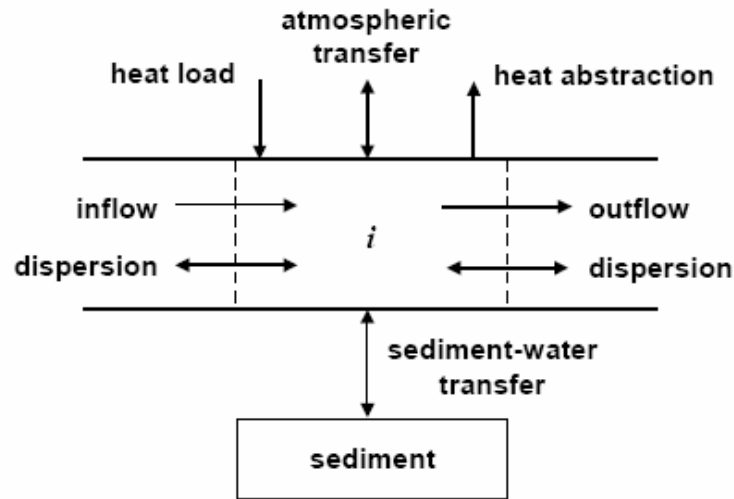 atmospheric
transfer
heat load
heat abstraction
inflow
outflow
i
dispersion
dispersion
sediment-water
transfer
sediment